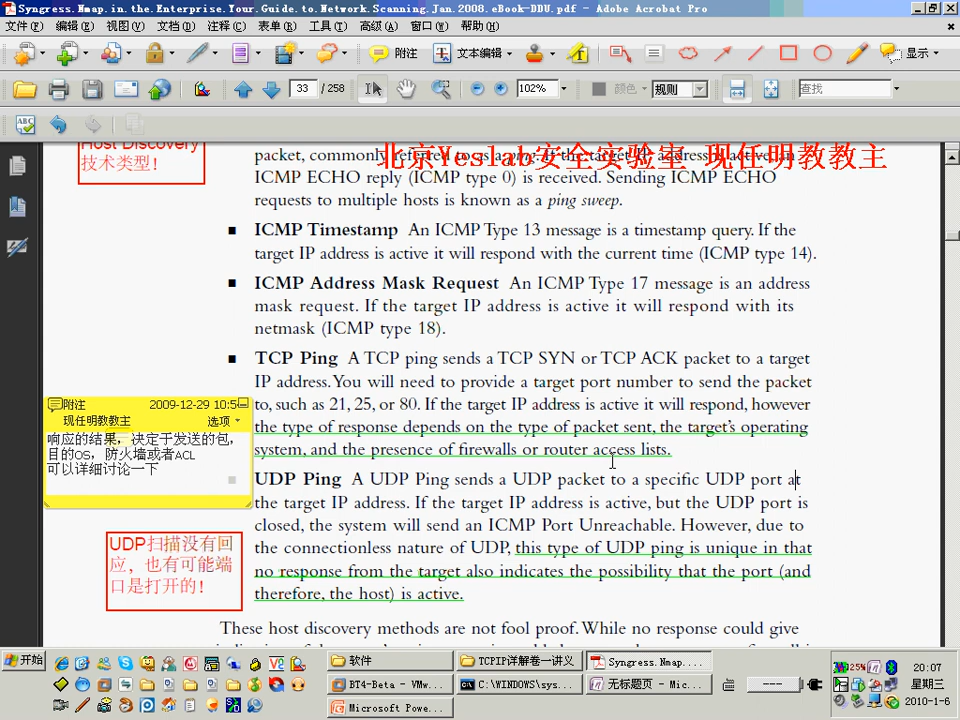 Syngress.Nmap.in.the.Enterprise.Your.Guide.to.Network.Scanning.Jan.2008.eBook-DDU.pdf - Adobe Acrobat Pro
文件(F) 编辑(E) 视图(V) 文档(D) 注释(C) 表单(R) 工具(T) 高级(A) 窗口(W) 帮助(H)
附注 文本编辑 显示
33 / 258 102% 颜色 规则 查找
Host Discovery
技术类型!
北京Yeslab安全实验室 现任明教教主
packet, commonly referred to as a ping. If the target IP address is active, an
ICMP ECHO reply (ICMP type 0) is received. Sending ICMP ECHO
requests to multiple hosts is known as a ping sweep.
■ ICMP Timestamp An ICMP Type 13 message is a timestamp query. If the
target IP address is active it will respond with the current time (ICMP type 14).
■ ICMP Address Mask Request An ICMP Type 17 message is an address
mask request. If the target IP address is active it will respond with its
netmask (ICMP type 18).
■ TCP Ping A TCP ping sends a TCP SYN or TCP ACK packet to a target
IP address. You will need to provide a target port number to send the packet
to, such as 21, 25, or 80. If the target IP address is active it will respond, however
the type of response depends on the type of packet sent, the target's operating
system, and the presence of firewalls or router access lists.
附注 2009-12-29 10:5
现任明教教主 选项
响应的结果，决定于发送的包，
目的OS，防火墙或者ACL
可以详细讨论一下
UDP Ping A UDP Ping sends a UDP packet to a specific UDP port at
the target IP address. If the target IP address is active, but the UDP port is
closed, the system will send an ICMP Port Unreachable. However, due to
the connectionless nature of UDP, this type of UDP ping is unique in that
no response from the target also indicates the possibility that the port (and
therefore, the host) is active.
UDP扫描没有回
应，也有可能端
口是打开的!
These host discovery methods are not fool proof. While no response could give
开始 软件 TCPIP详解卷一讲义 Syngress.Nmap....
BT4-Beta - VMw... C:\WINDOWS\sys... 无标题页 - Mic...
Microsoft Powe...
25%
20:07
星期三
2010-1-6